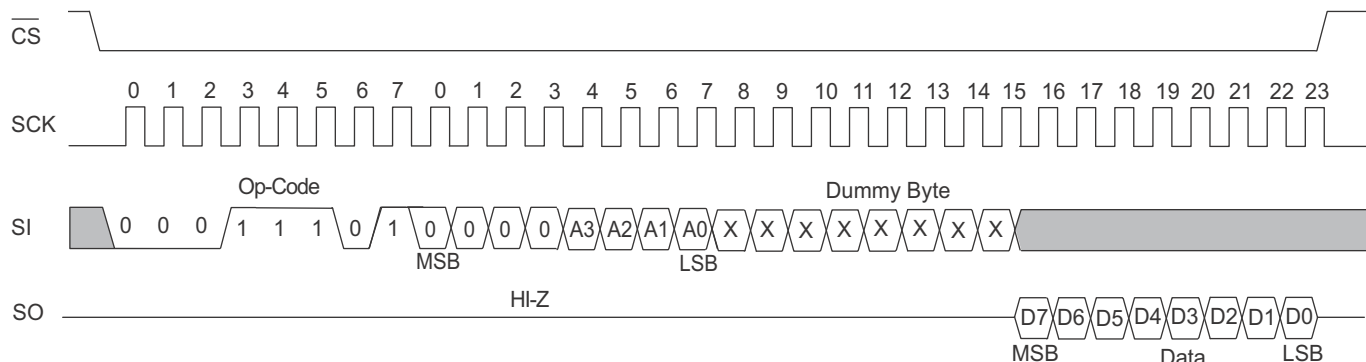 CS
0 1 2 3 4 5 6 7 0 1 2 3 4 5 6 7 8 9 10 11 12 13 14 15 16 17 18 19 20 21 22 23
SCK
Op-Code Dummy Byte
SI 0 0 0 1 1 1 0 1 0 0 0 0 A3 A2 A1 A0 X X X X X X X X
MSB LSB
HI-Z
SO D7 D6 D5 D4 D3 D2 D1 D0
MSB Data LSB